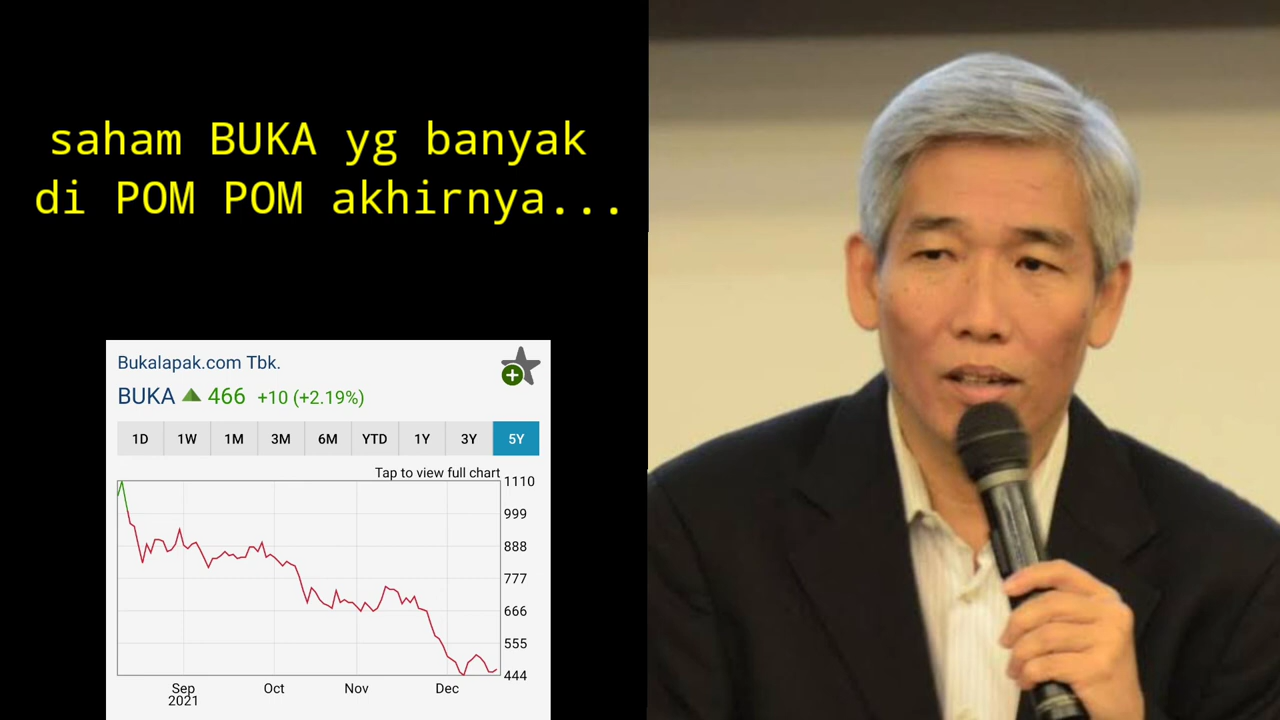 saham BUKA yg banyak
di POM POM akhirnya...
Bukalapak.com Tbk.
BUKA 466 +10 (+2.19%)
1D 1W 1M 3M 6M YTD 1Y 3Y 5Y
Tap to view full chart
1110
999
888
777
666
555
444
Sep Oct Nov Dec
2021